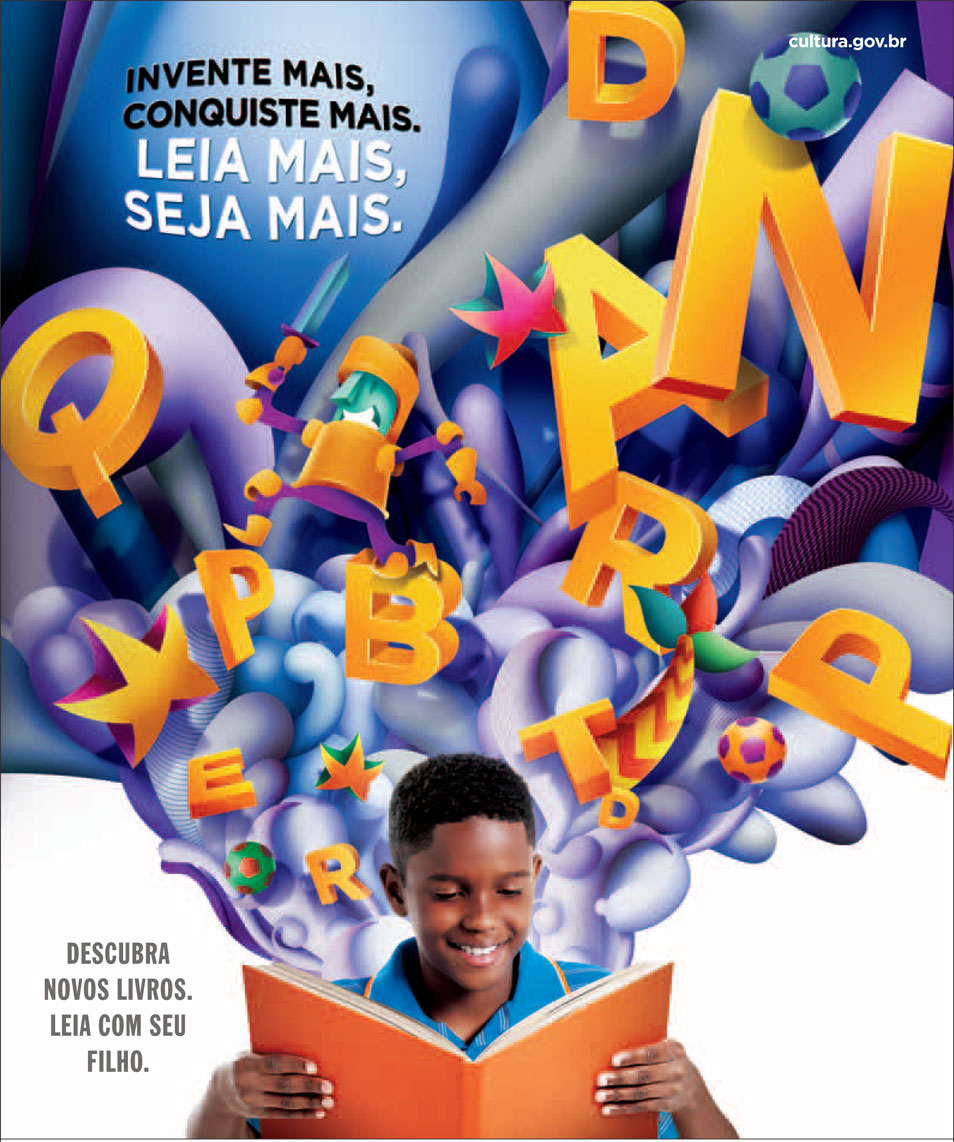 cultura.gov.br
INVENTE MAIS,
CONQUISTE MAIS.
LEIA MAIS,
SEJA MAIS.
D
N
A
Q
R
P
B
P
T
E
D
R
DESCUBRA
NOVOS LIVROS.
LEIA COM SEU
FILHO.